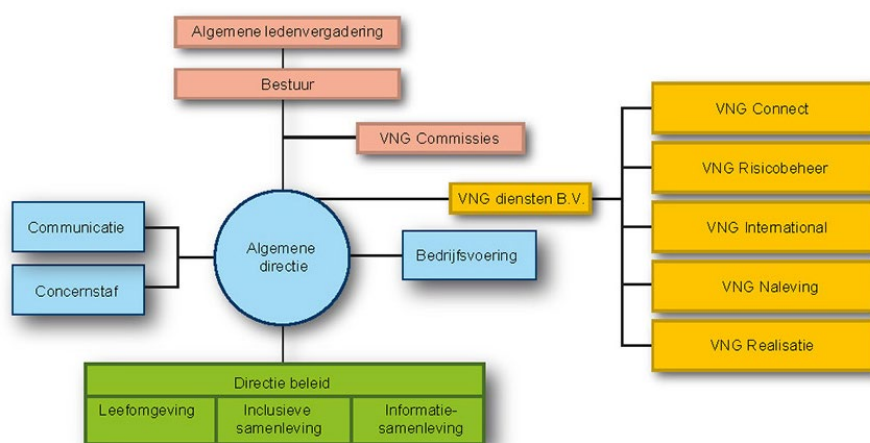 Algemene ledenvergadering
Bestuur
VNG Commissies
VNG diensten B.V.
VNG Connect
VNG Risicobeheer
VNG International
VNG Naleving
VNG Realisatie
Communicatie
Concernstaf
Algemene
directie
Bedrijfsvoering
Directie beleid
Leefomgeving
Inclusieve
samenleving
Informatie-
samenleving